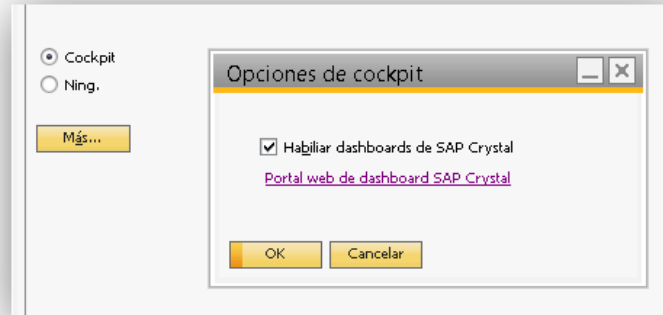 Cockpit
Ning.
Más...
Opciones de cockpit
Habiliar dashboards de SAP Crystal
Portal web de dashboard SAP Crystal
OK
Cancelar